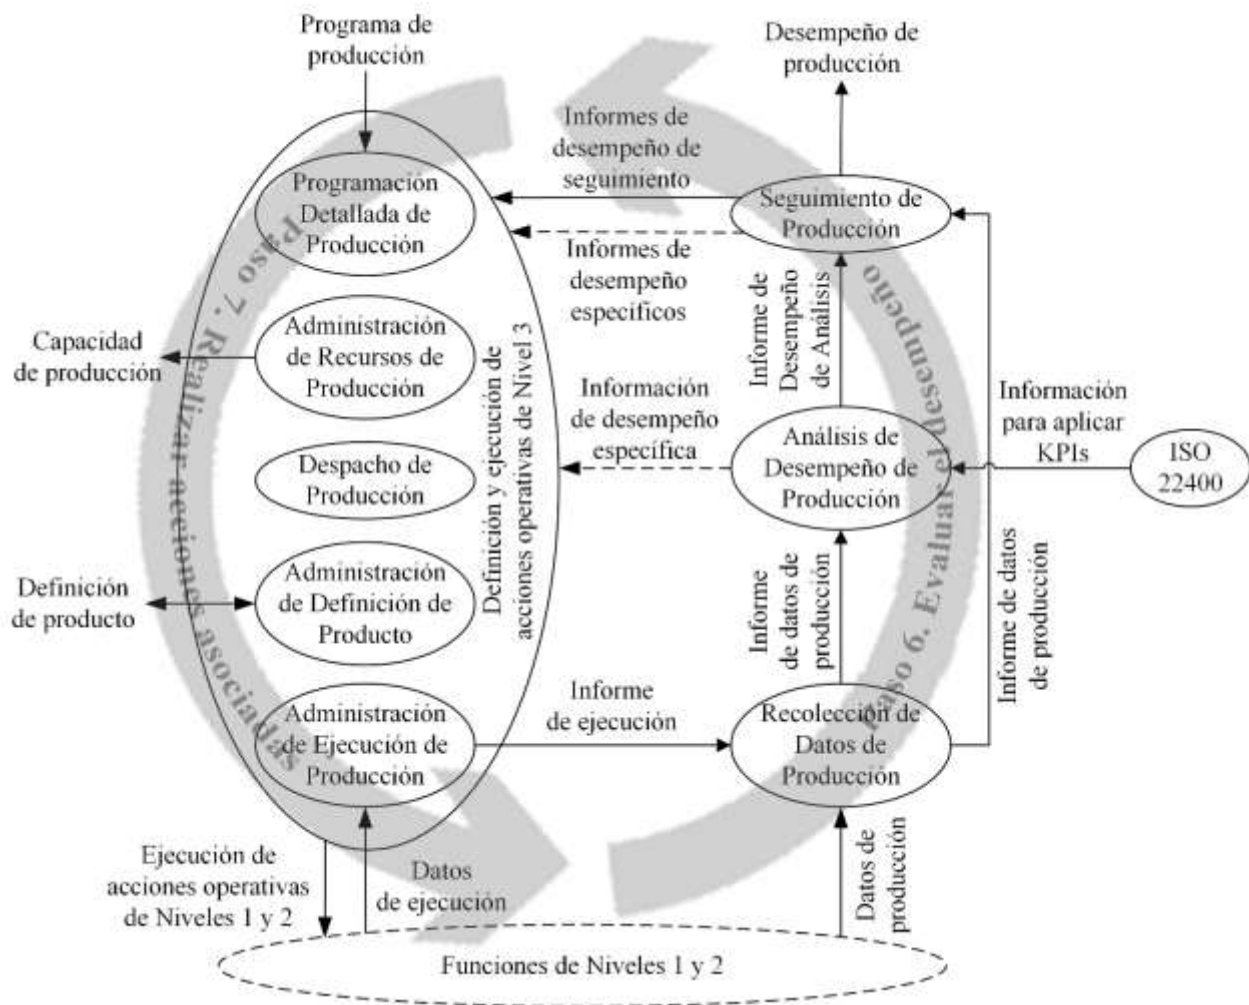 Programa de
producción
Desempeño de
producción
Informes de
desempeño de
seguimiento
Programación
Detallada de
Producción
Seguimiento de
Producción
Informes de
desempeño
específicos
Informe de
Desempeño
de Análisis
Capacidad
de producción
Administración
de Recursos de
Producción
Definición y ejecución de
acciones operativas de Nivel 3
Información
de desempeño
específica
Análisis de
Desempeño de
Producción
Información
para aplicar
KPIs
ISO
22400
Despacho de
Producción
Definición
de producto
Administración
de Definición de
Producto
Informe
de datos de
producción
Informe de datos
de producción
Administración
de Ejecución de
Producción
Informe
de ejecución
Recolección de
Datos de
Producción
Ejecución de
acciones operativas
de Niveles 1 y 2
Datos
de ejecución
Datos de
producción
Funciones de Niveles 1 y 2
Paso 6. Evaluar el desempeño
Paso 7. Realizar acciones asociadas